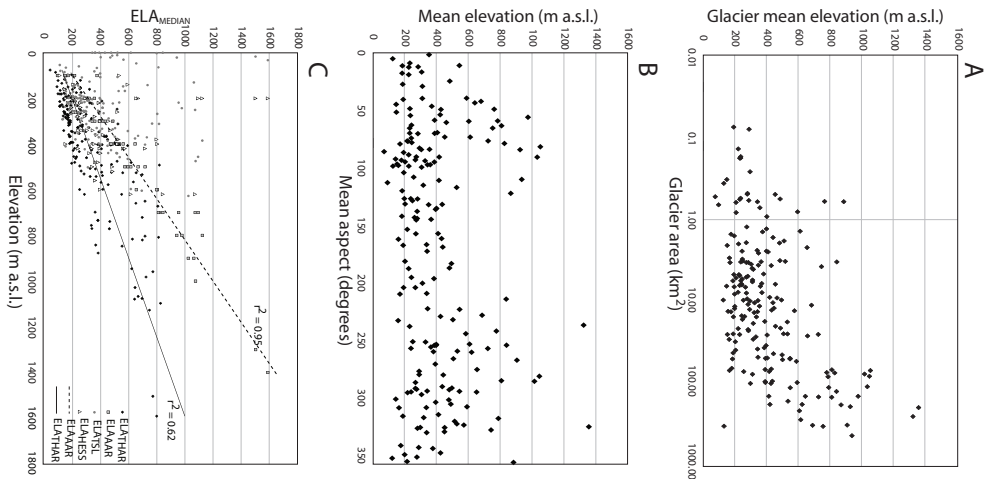 A
Glacier mean elevation (m a.s.l.)
0 200 400 600 800 1000 1200 1400 1600
0.01 0.1 1.00 10.00 100.00 1000.00
Glacier area (km2)
B
Mean elevation (m a.s.l.)
0 200 400 600 800 1000 1200 1400 1600
0 50 100 150 200 250 300 350
Mean aspect (degrees)
C
ELAMEDIAN
0 200 400 600 800 1000 1200 1400 1600 1800
0 200 400 600 800 1000 1200 1400 1600 1800
Elevation (m a.s.l.)
r2 = 0.95
r2 = 0.62
ELATHAR
ELAAAR
ELATSL
ELAHESS
ELAAAR
ELATHAR